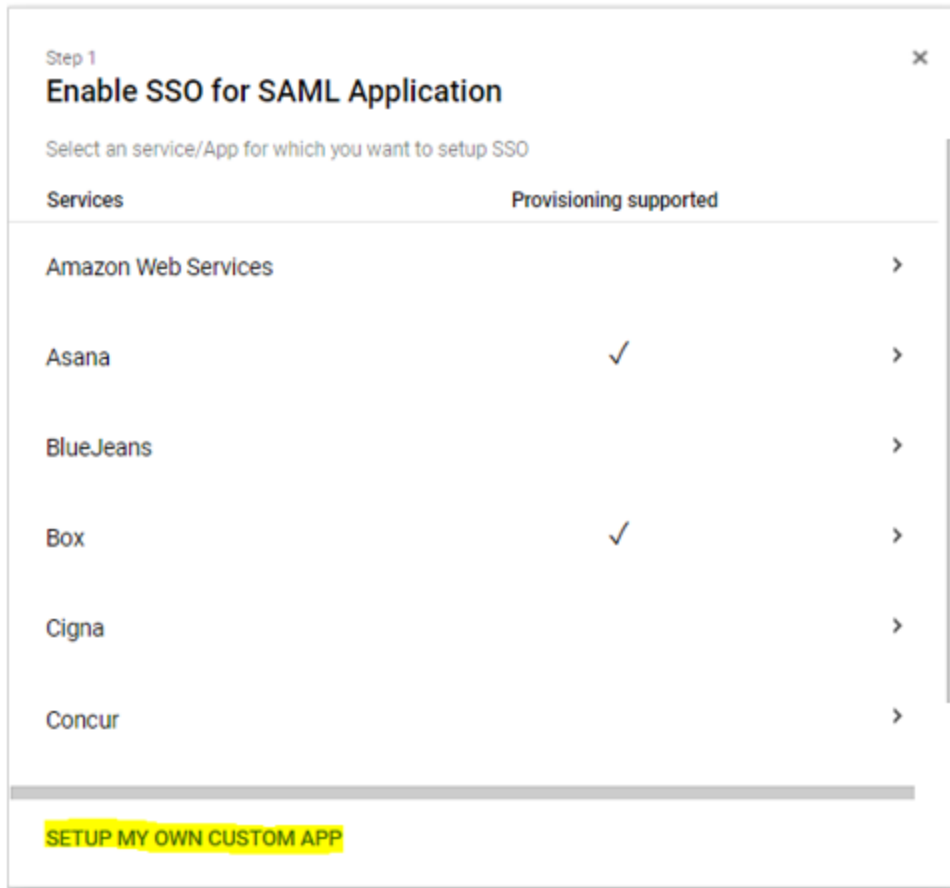 Step 1
Enable SSO for SAML Application
Select an service/App for which you want to setup SSO
Services Provisioning supported
Amazon Web Services
Asana
BlueJeans
Box
Cigna
Concur
SETUP MY OWN CUSTOM APP